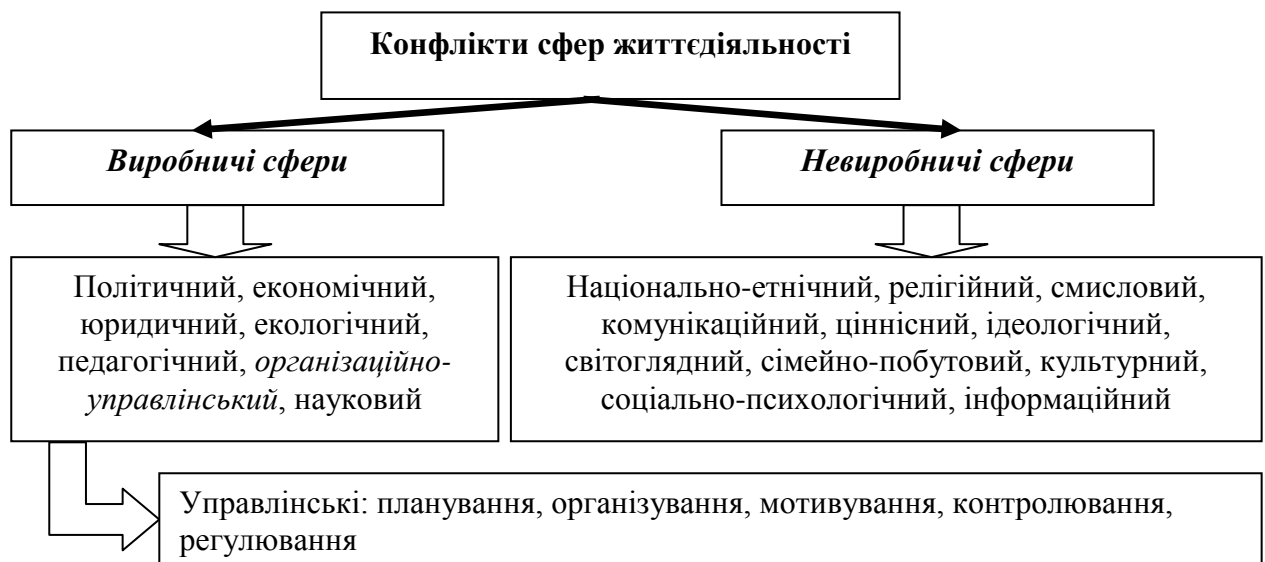 Конфлікти сфер життєдіяльності
Виробничі сфери
Невиробничі сфери
Політичний, економічний,
юридичний, екологічний,
педагогічний, організаційно-
управлінський, науковий
Національно-етнічний, релігійний, смисловий,
комунікаційний, ціннісний, ідеологічний,
світоглядний, сімейно-побутовий, культурний,
соціально-психологічний, інформаційний
Управлінські: планування, організування, мотивування, контролювання,
регулювання